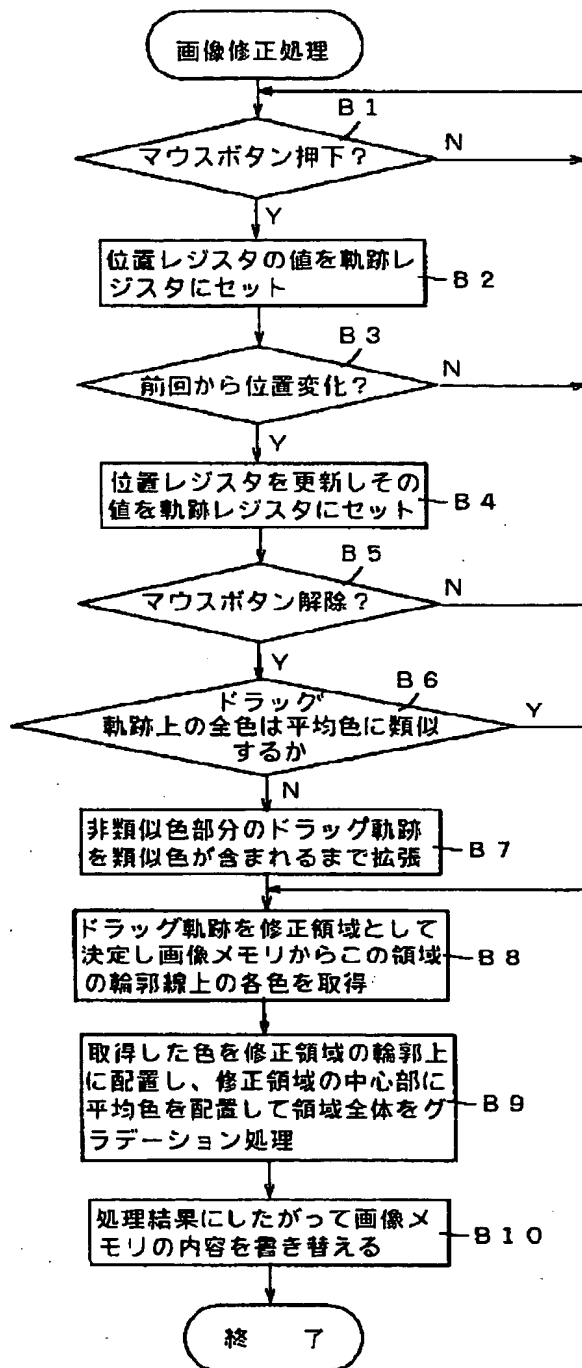 画像修正処理
B1
マウスボタン押下?
N
Y
位置レジスタの値を軌跡レ
ジスタにセット
B2
B3
前回から位置変化?
N
Y
位置レジスタを更新しその
値を軌跡レジスタにセット
B4
B5
マウスボタン解除?
N
Y
B6
ドラッグ
軌跡上の全色は平均色に類似
するか
Y
N
非類似色部分のドラッグ軌跡
を類似色が含まれるまで拡張
B7
ドラッグ軌跡を修正領域として
決定し画像メモリからこの領域
の輪郭線上の各色を取得
B8
取得した色を修正領域の輪郭上
に配置し、修正領域の中心部に
平均色を配置して領域全体をグ
ラデーション処理
B9
処理結果にしたがって画像メ
モリの内容を書き替える
B10
終 了